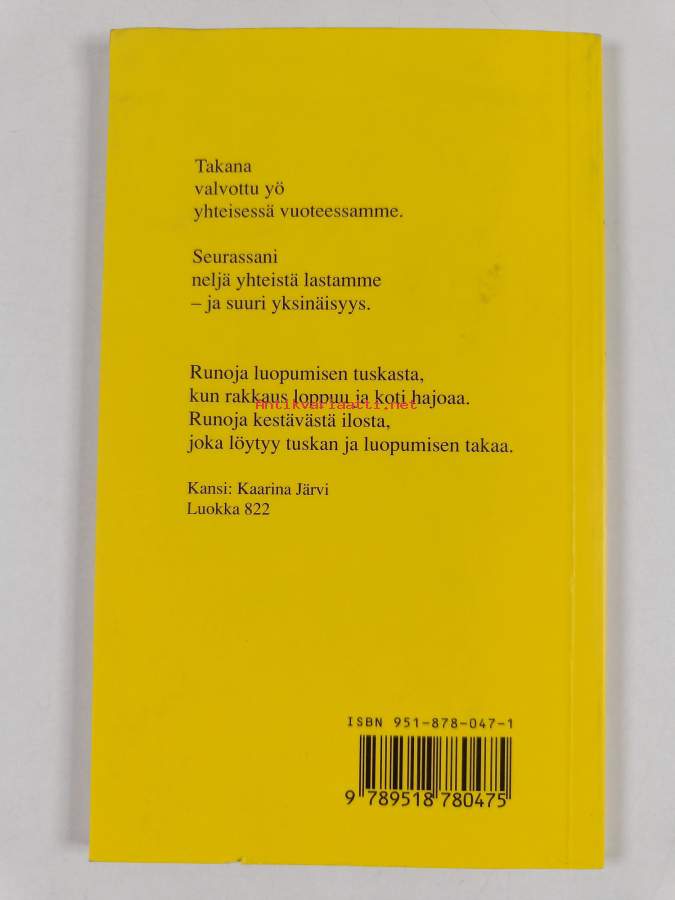 Takana
valvottu yö
yhteisessä vuoteessamme.
Seurassani
neljä yhteistä lastamme
– ja suuri yksinäisyys.
Runoja luopumisen tuskasta,
kun rakkaus loppuu ja koti hajoaa.
Antikvariaatti.net
Runoja kestävästä ilosta,
joka löytyy tuskan ja luopumisen takaa.
Kansi: Kaarina Järvi
Luokka 822
ISBN 951-878-047-1
9 789518 780475